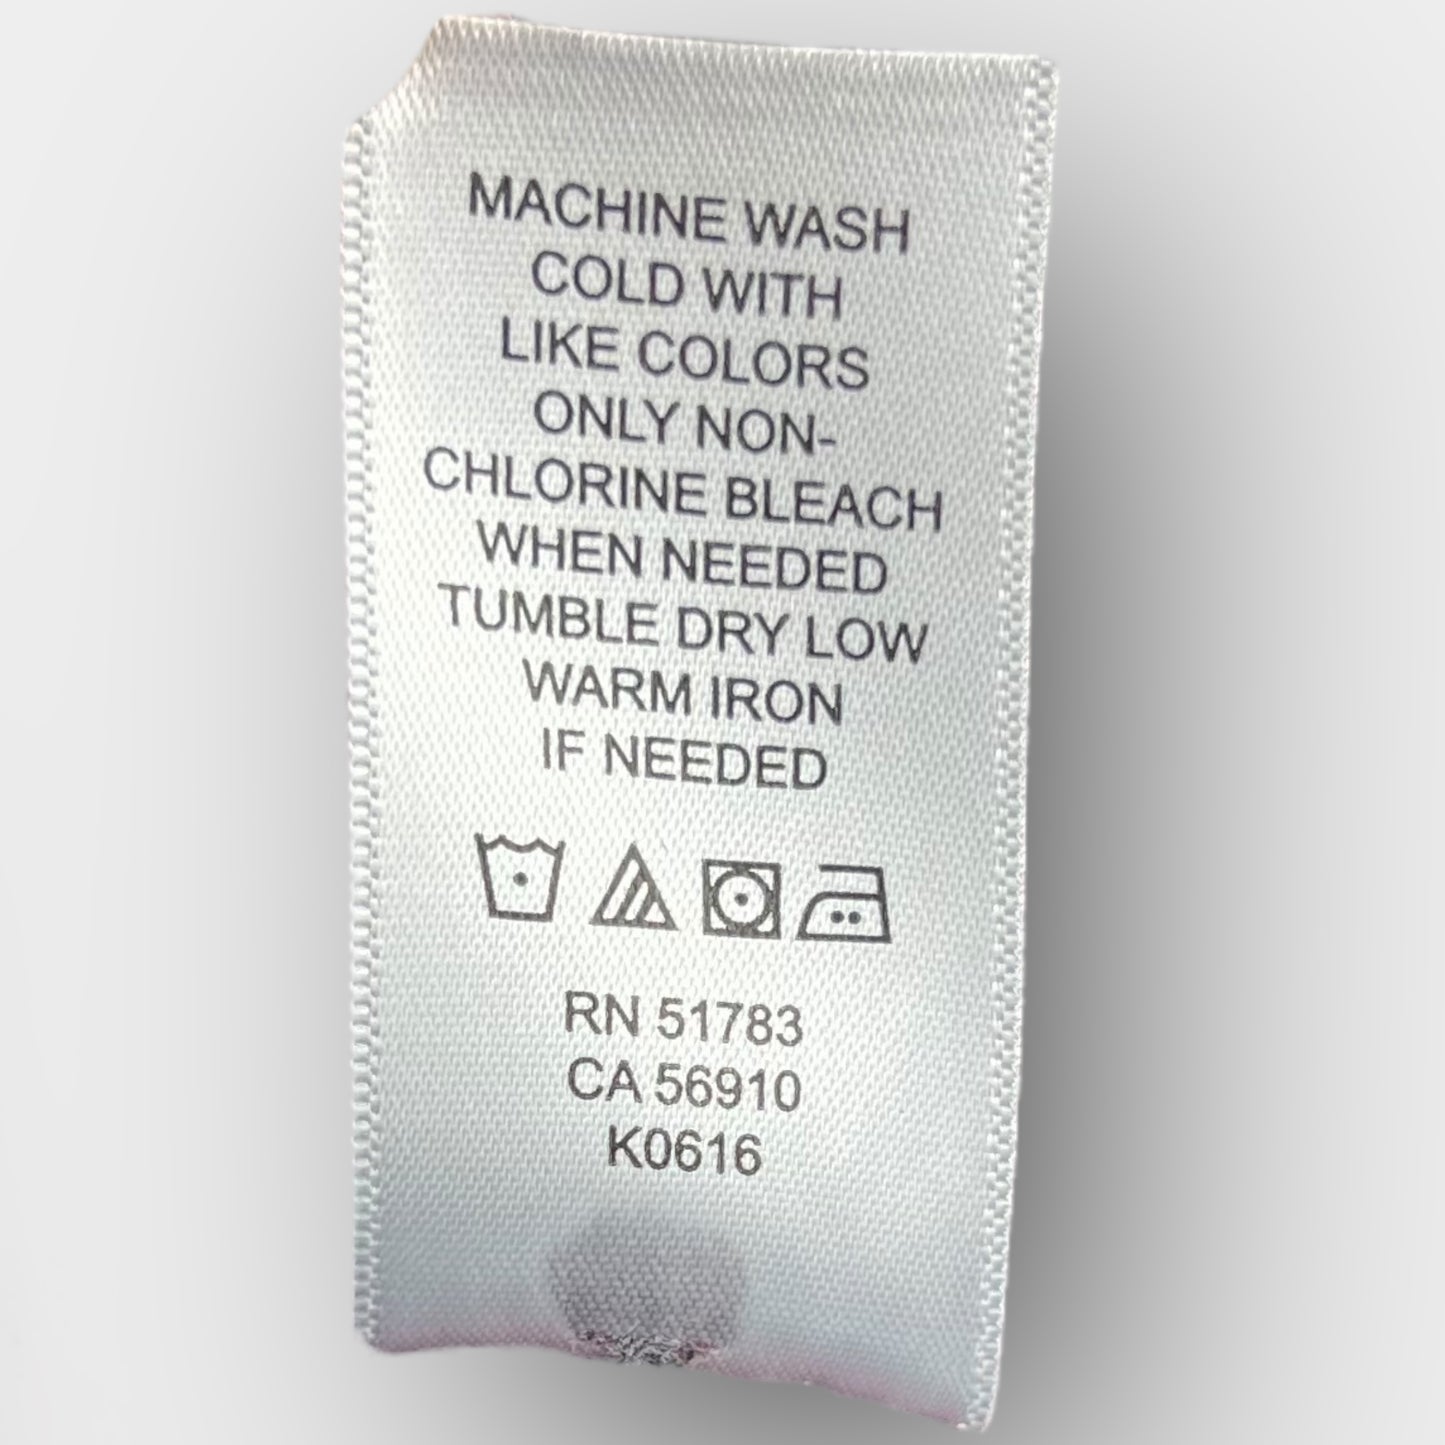 MACHINE WASH
COLD WITH
LIKE COLORS
ONLY NON-
CHLORINE BLEACH
WHEN NEEDED
TUMBLE DRY LOW
WARM IRON
IF NEEDED
RN 51783
CA 56910
K0616